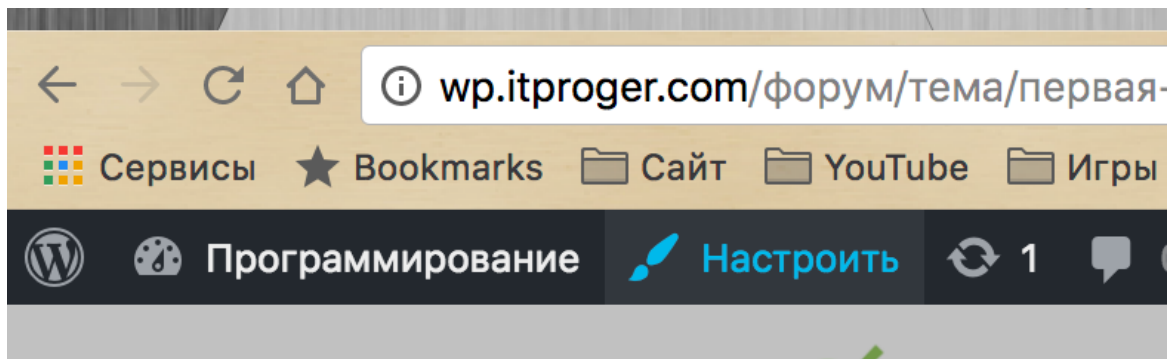 wp.itproger.com/форум/тема/первая-
Сервисы Bookmarks Сайт YouTube Игры
Программирование Настроить 1